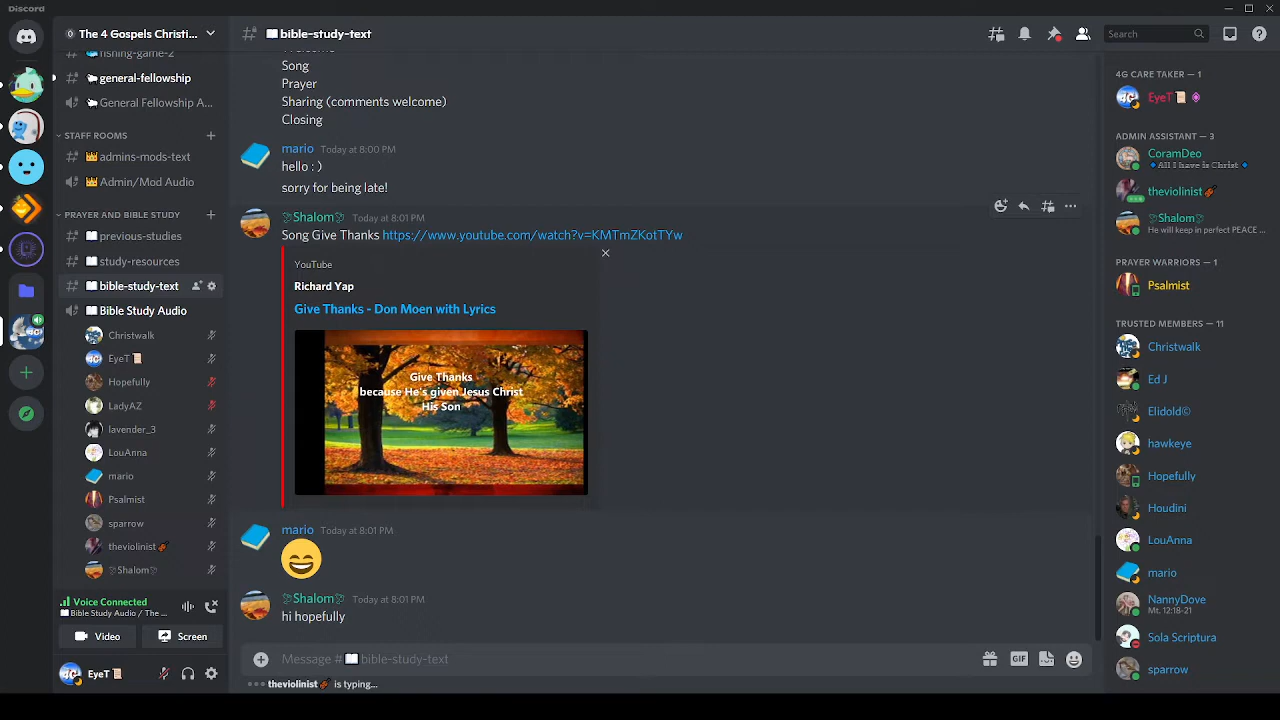 Discord
The 4 Gospels Christi...
fishing-game-2
general-fellowship
General Fellowship A...
STAFF ROOMS
admins-mods-text
Admin/Mod Audio
PRAYER AND BIBLE STUDY
previous-studies
study-resources
bible-study-text
Bible Study Audio
Christwalk
EyeT
Hopefully
LadyAZ
lavender_3
LouAnna
mario
Psalmist
sparrow
theviolinist
Shalom
Voice Connected
Bible Study Audio / The ...
Video
Screen
EyeT
bible-study-text
Search
Welcome
Song
Prayer
Sharing (comments welcome)
Closing
mario Today at 8:00 PM
hello : )
sorry for being late!
Shalom Today at 8:01 PM
Song Give Thanks https://www.youtube.com/watch?v=KMTmZKotTYw
YouTube
Richard Yap
Give Thanks - Don Moen with Lyrics
Give Thanks
because He's given Jesus Christ
His Son
mario Today at 8:01 PM
Shalom Today at 8:01 PM
hi hopefully
Message # bible-study-text
GIF
theviolinist is typing...
4G CARE TAKER — 1
EyeT
ADMIN ASSISTANT — 3
CoramDeo
All I have is Christ
theviolinist
Shalom
He will keep in perfect PEACE ...
PRAYER WARRIORS — 1
Psalmist
TRUSTED MEMBERS — 11
Christwalk
Ed J
Elidold©
hawkeye
Hopefully
Houdini
LouAnna
mario
NannyDove
Mt. 12:18-21
Sola Scriptura
sparrow